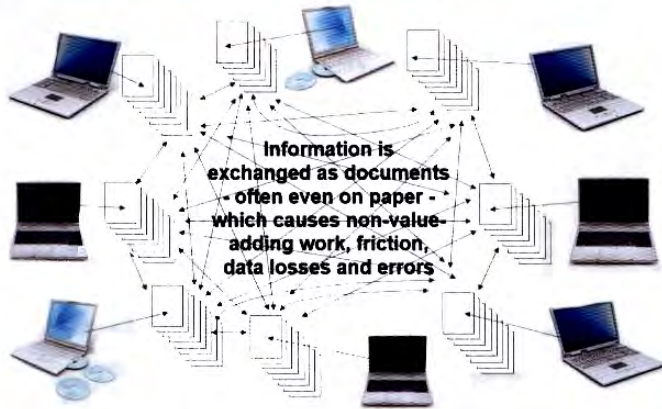 Information is
exchanged as documents
- often even on paper -
which causes non-value-
adding work, friction,
data losses and errors